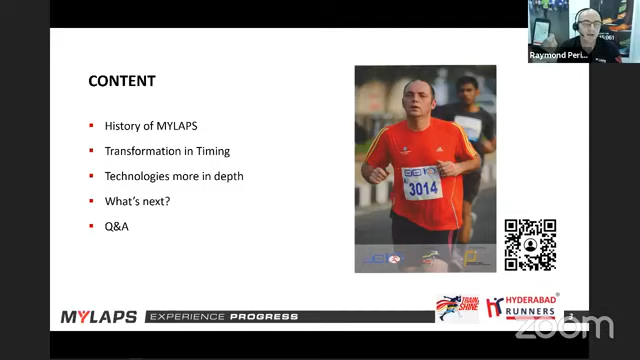 CONTENT
History of MYLAPS
Transformation in Timing
Technologies more in depth
What's next?
Q&A
3014
Raymond Peri...
TRAIN
SHINE
HYDERABAD
RUNNERS
MYLAPS EXPERIENCE PROGRESS
zoom